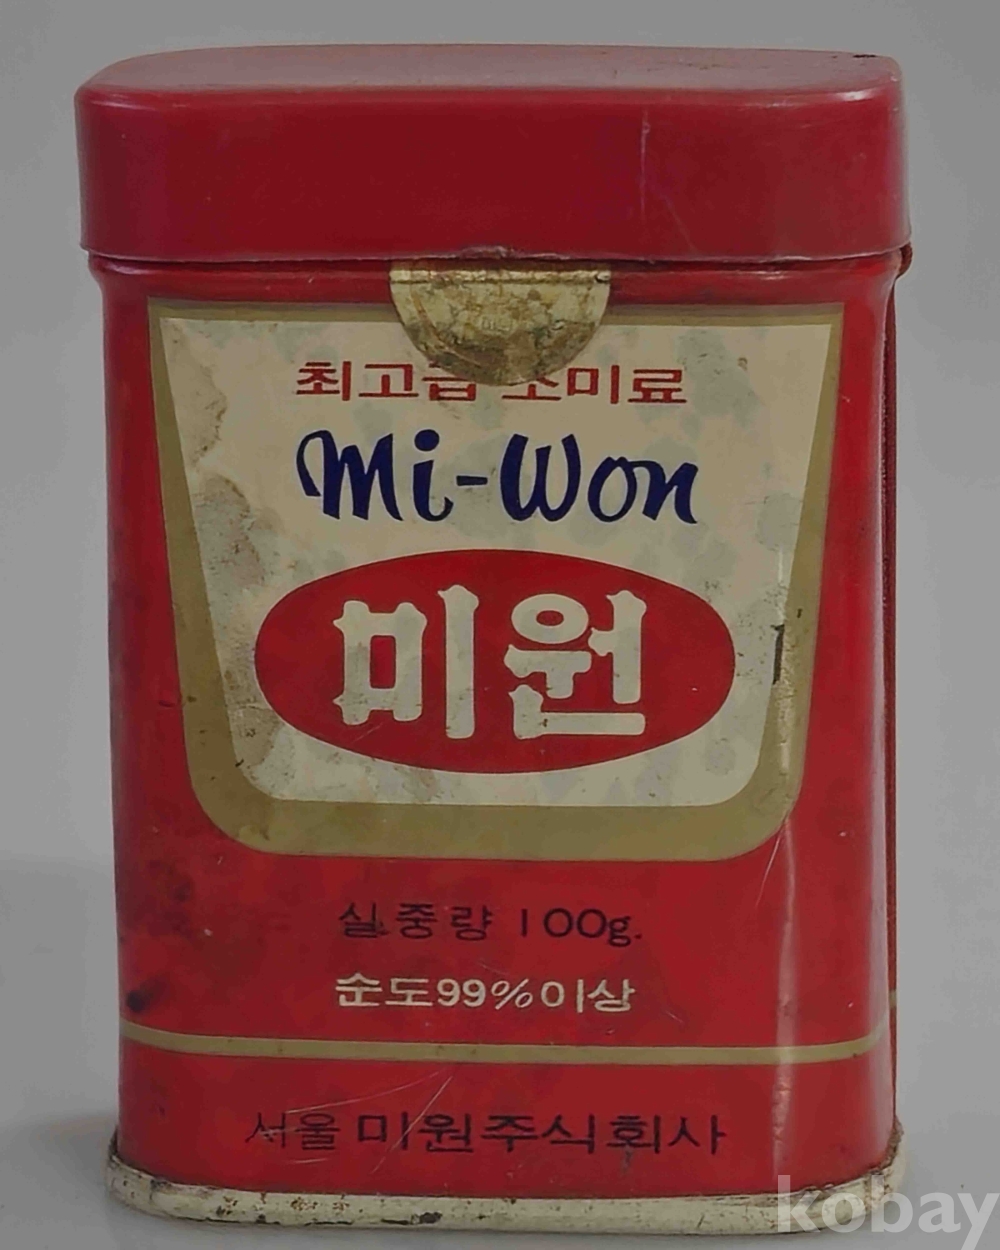 최고급 조미료
Mi-Won
미원
실중량 100g.
순도99%이상
서울 미원주식회사
kobay